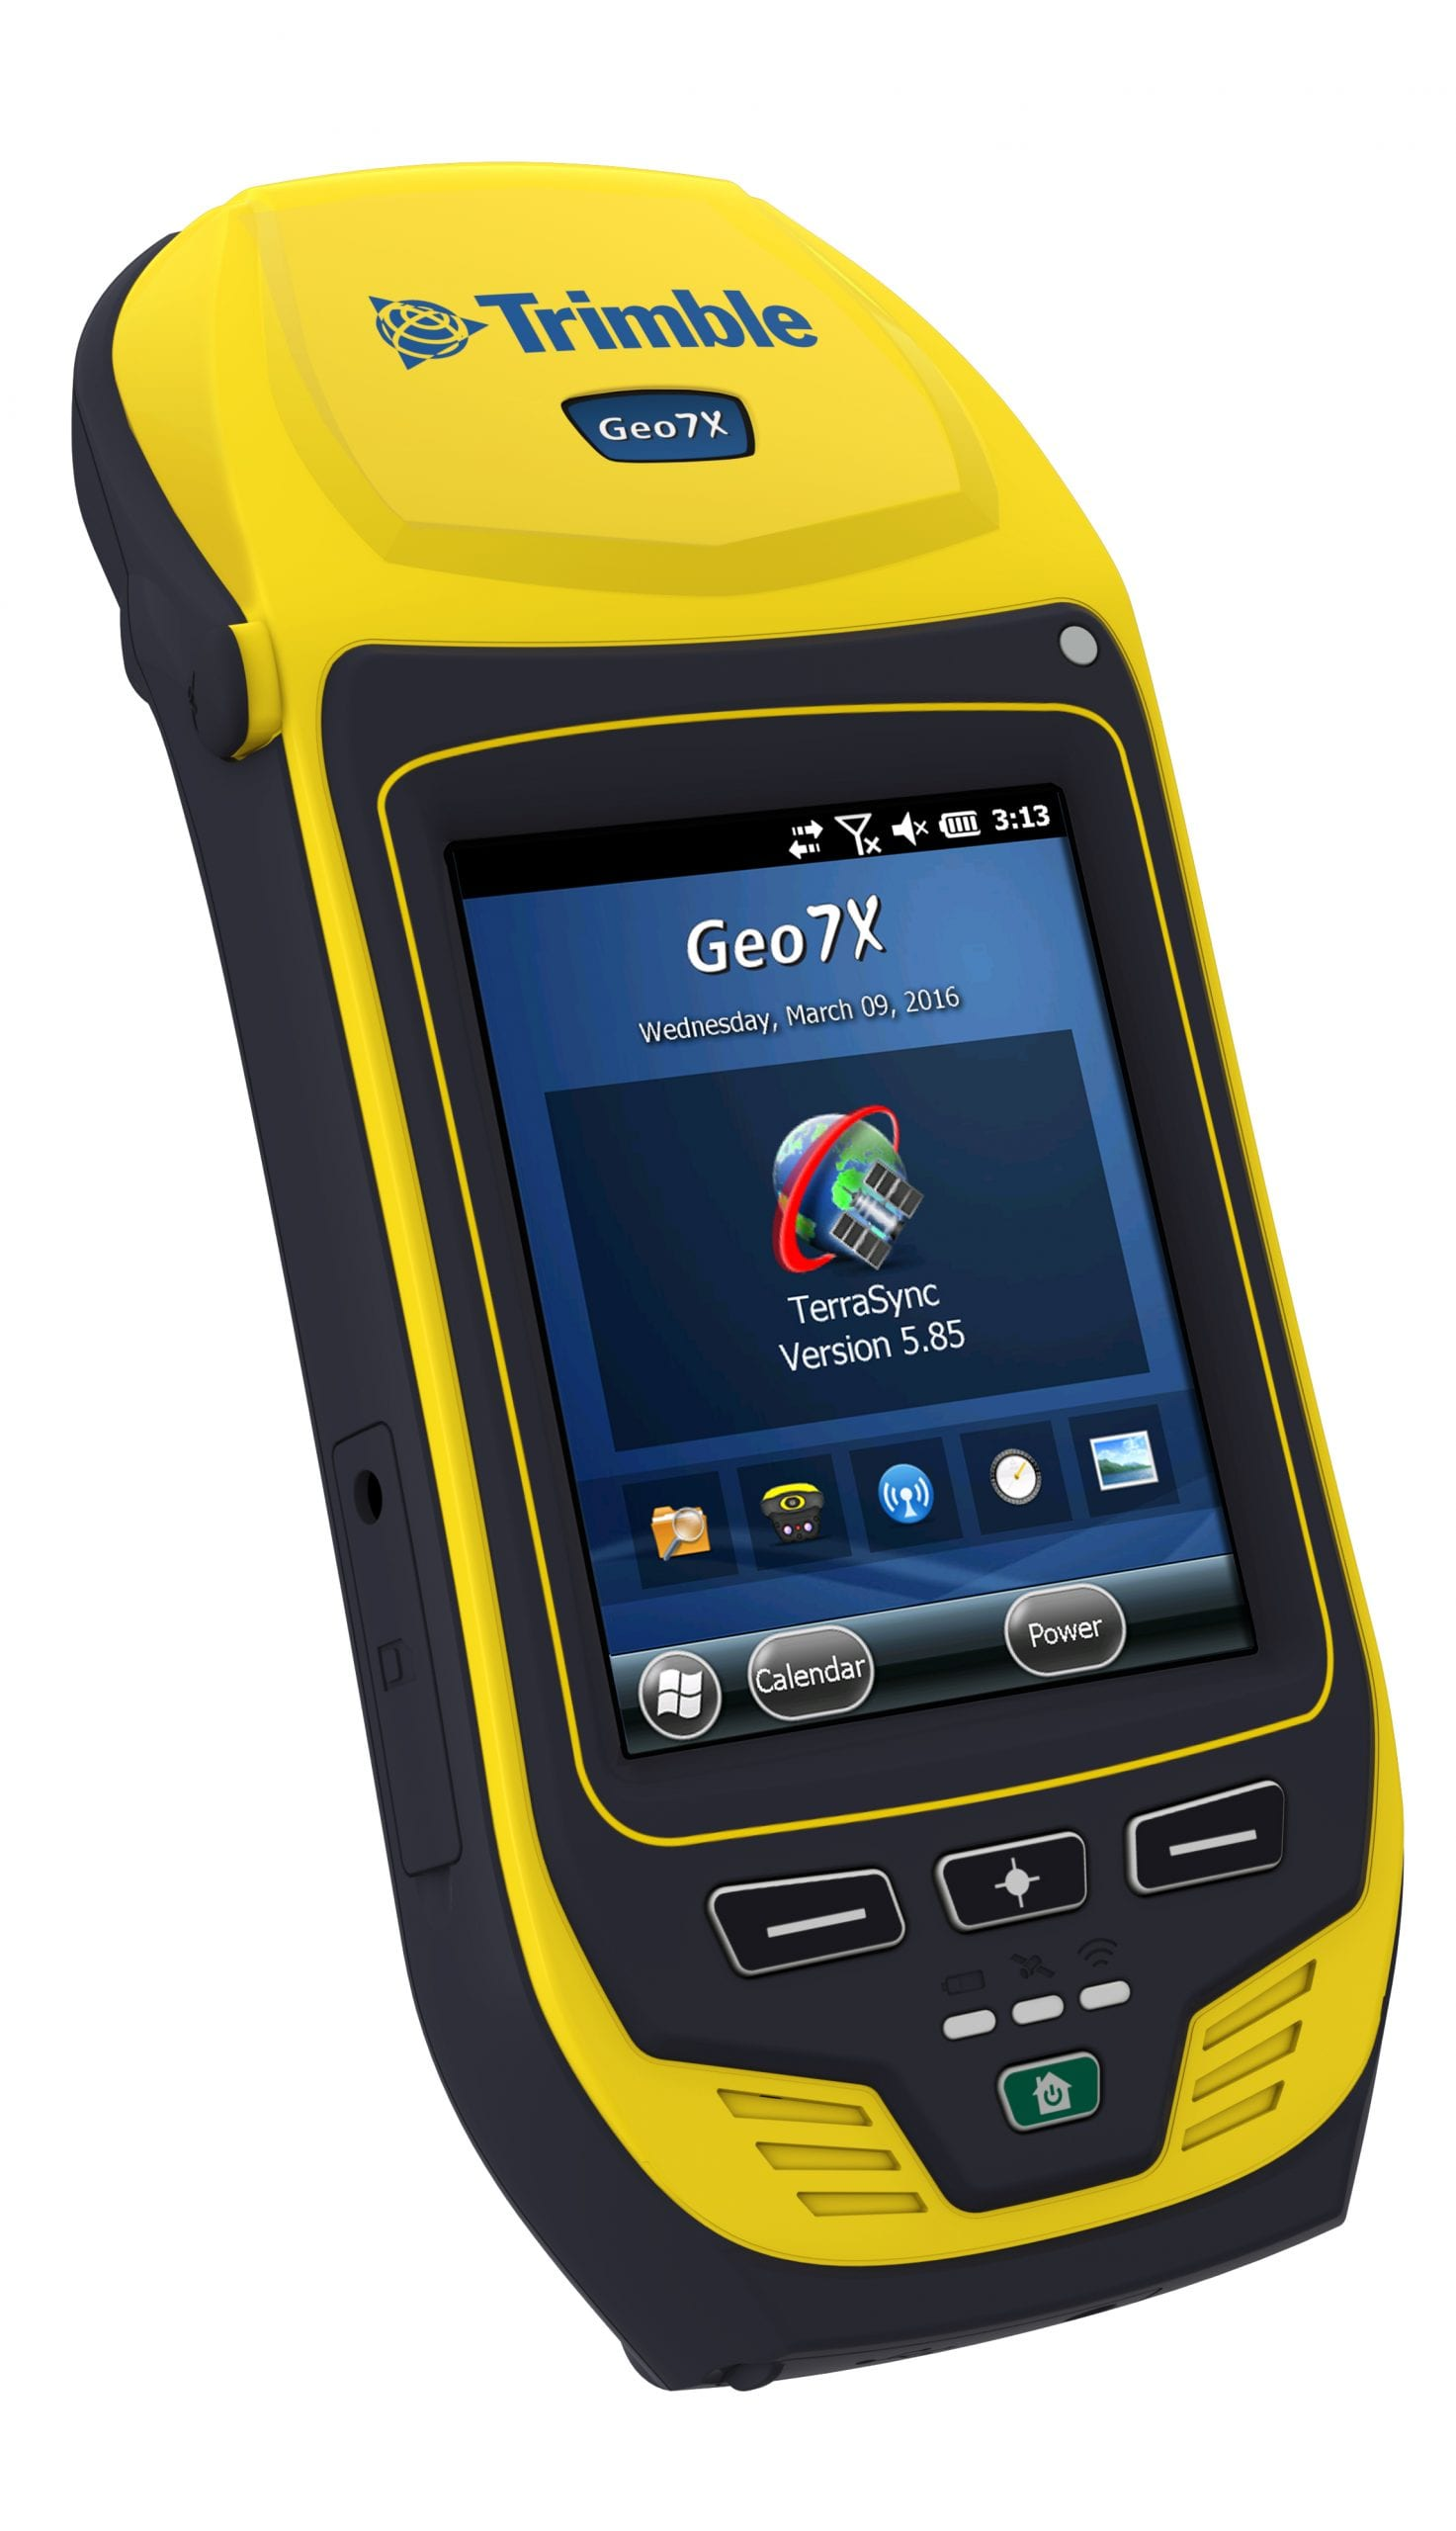 Trimble
Geo7X
3:13
Geo7X
Wednesday, March 09, 2016
TerraSync
Version 5.85
Calendar
Power